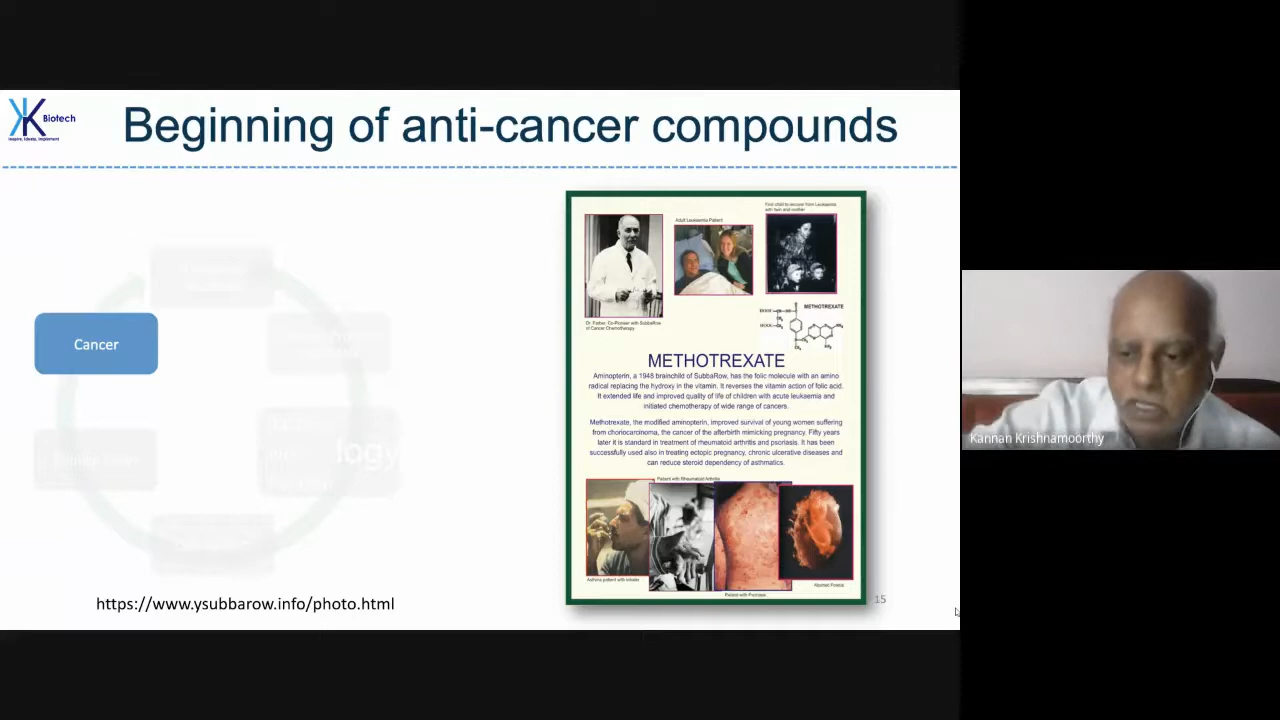 Biotech
Inspire, Ideate, Implement
Beginning of anti-cancer compounds
Cancer
https://www.ysubbarow.info/photo.html
First child to recover from Leukaemia
with twin and mother
Adult Leukaemia Patient
Dr. Farber, Co-Pioneer with SubbaRow
of Cancer Chemotherapy
METHOTREXATE
METHOTREXATE
Aminopterin, a 1948 brainchild of SubbaRow, has the folic molecule with an amino
radical replacing the hydroxy in the vitamin. It reverses the vitamin action of folic acid.
It extended life and improved quality of life of children with acute leukaemia and
initiated chemotherapy of wide range of cancers.
Methotrexate, the modified aminopterin, improved survival of young women suffering
from choriocarcinoma, the cancer of the afterbirth mimicking pregnancy. Fifty years
later it is standard in treatment of rheumatoid arthritis and psoriasis. It has been
successfully used also in treating ectopic pregnancy, chronic ulcerative diseases and
can reduce steroid dependency of asthmatics.
Patient with Rheumatoid Arthritis
Asthma patient with inhaler
Patient with Psoriasis
15
Kannan Krishnamoorthy